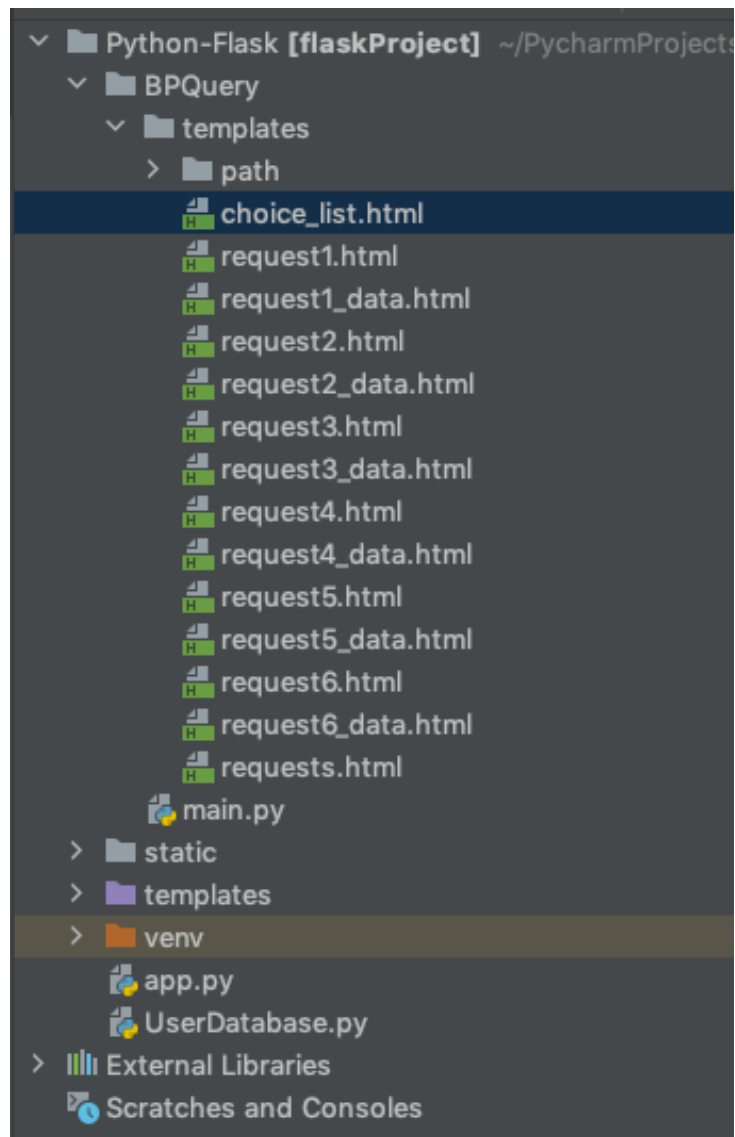 Python-Flask [flaskProject] ~/PycharmProjects
BPQuery
templates
path
choice_list.html
request1.html
request1_data.html
request2.html
request2_data.html
request3.html
request3_data.html
request4.html
request4_data.html
request5.html
request5_data.html
request6.html
request6_data.html
requests.html
main.py
static
templates
venv
app.py
UserDatabase.py
External Libraries
Scratches and Consoles